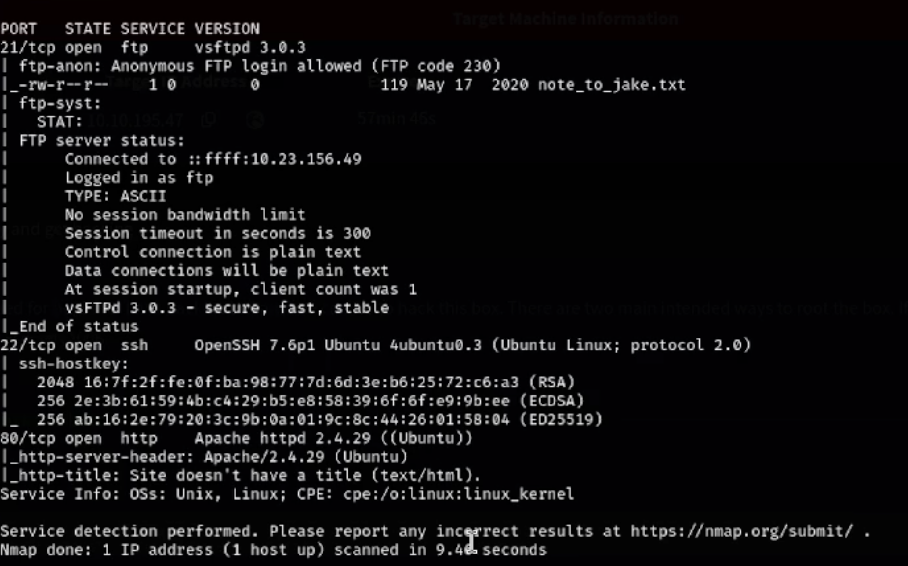 Target Machine Information
PORT   STATE SERVICE VERSION
21/tcp open  ftp     vsftpd 3.0.3
| ftp-anon: Anonymous FTP login allowed (FTP code 230)
|_-rw-r--r--    1 0        0             119 May 17  2020 note_to_jake.txt
| ftp-syst:
|   STAT:
| FTP server status:
|      Connected to ::ffff:10.23.156.49
|      Logged in as ftp
|      TYPE: ASCII
|      No session bandwidth limit
|      Session timeout in seconds is 300
|      Control connection is plain text
|      Data connections will be plain text
|      At session startup, client count was 1
|      vsFTPd 3.0.3 - secure, fast, stable
|_End of status
22/tcp open  ssh     OpenSSH 7.6p1 Ubuntu 4ubuntu0.3 (Ubuntu Linux; protocol 2.0)
| ssh-hostkey:
|   2048 16:7f:2f:fe:0f:ba:98:77:7d:6d:3e:b6:25:72:c6:a3 (RSA)
|   256 2e:3b:61:59:4b:c4:29:b5:e8:58:39:6f:6f:e9:9b:ee (ECDSA)
|_  256 ab:16:2e:79:20:3c:9b:0a:01:9c:8c:44:26:01:58:04 (ED25519)
80/tcp open  http    Apache httpd 2.4.29 ((Ubuntu))
|_http-server-header: Apache/2.4.29 (Ubuntu)
|_http-title: Site doesn't have a title (text/html).
Service Info: OSs: Unix, Linux; CPE: cpe:/o:linux:linux_kernel
Service detection performed. Please report any incorrect results at https://nmap.org/submit/ .
Nmap done: 1 IP address (1 host up) scanned in seconds